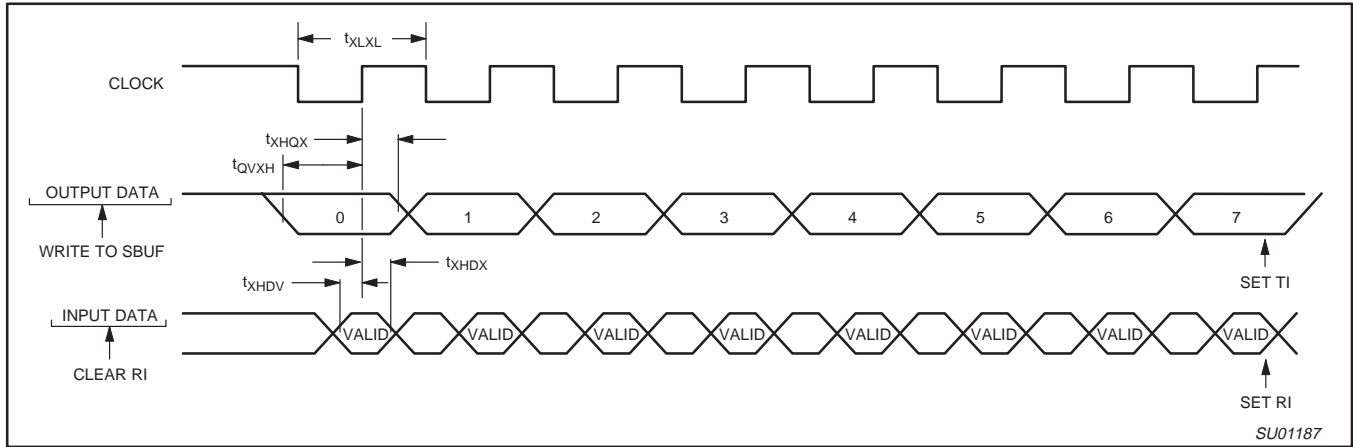 tXLXL
CLOCK
tXHQX
tQVXH
OUTPUT DATA
0 1 2 3 4 5 6 7
WRITE TO SBUF
tXHDX
tXHDV
SET TI
INPUT DATA
VALID VALID VALID VALID VALID VALID VALID VALID
CLEAR RI
SET RI
SU01187